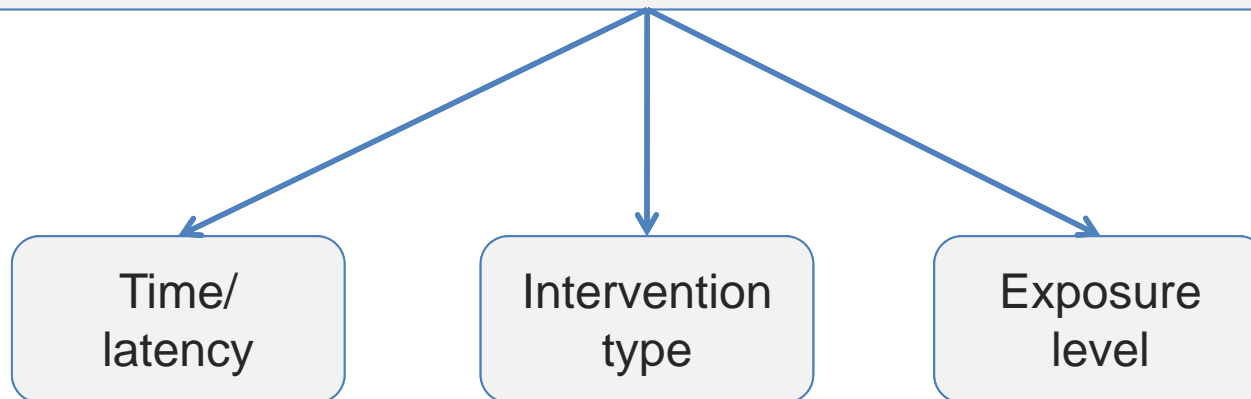 Time/
latency
Intervention
type
Exposure
level